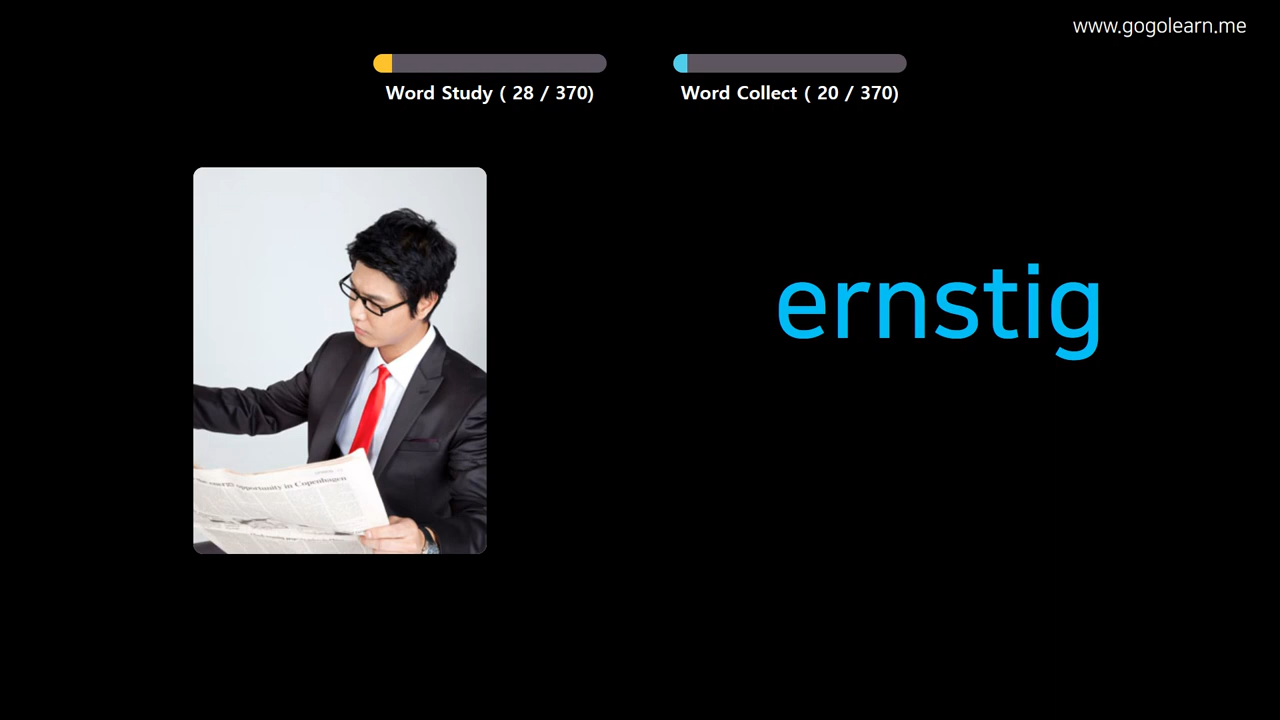 www.gogolearn.me
Word Study ( 28 / 370)
Word Collect ( 20 / 370)
ernstig
opportunity in Copenhagen